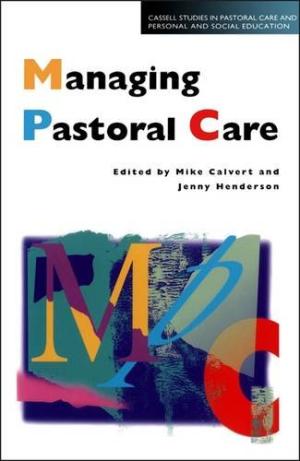 CASSELL STUDIES IN PASTORAL CARE AND
PERSONAL AND SOCIAL EDUCATION
Managing
Pastoral Care
Edited by Mike Calvert and
Jenny Henderson
M p c